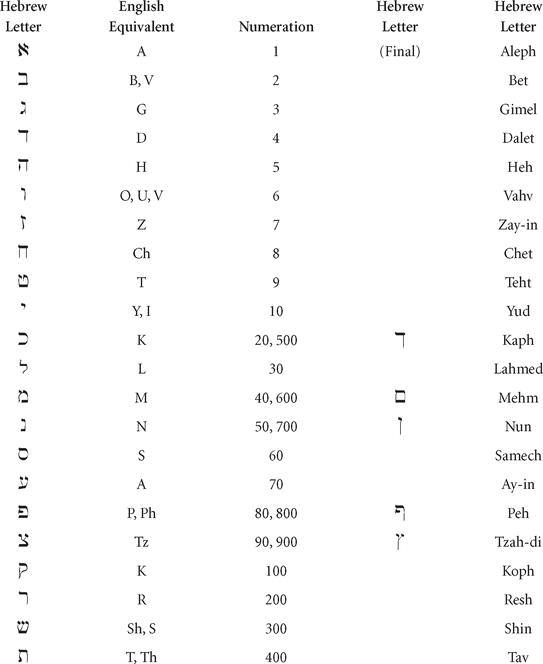 Hebrew English Hebrew Hebrew
Letter Equivalent Numeration Letter Letter
א A 1 (Final) Aleph
ב B, V 2 Bet
ג G 3 Gimel
ד D 4 Dalet
ה H 5 Heh
ו O, U, V 6 Vahv
ז Z 7 Zay-in
ח Ch 8 Chet
ט T 9 Teht
י Y, I 10 Yud
כ K 20, 500 ך Kaph
ל L 30 Lahmed
מ M 40, 600 ם Mehm
נ N 50, 700 ן Nun
ס S 60 Samech
ע A 70 Ay-in
פ P, Ph 80, 800 ף Peh
צ Tz 90, 900 ץ Tzah-di
ק K 100 Koph
ר R 200 Resh
ש Sh, S 300 Shin
ת T, Th 400 Tav